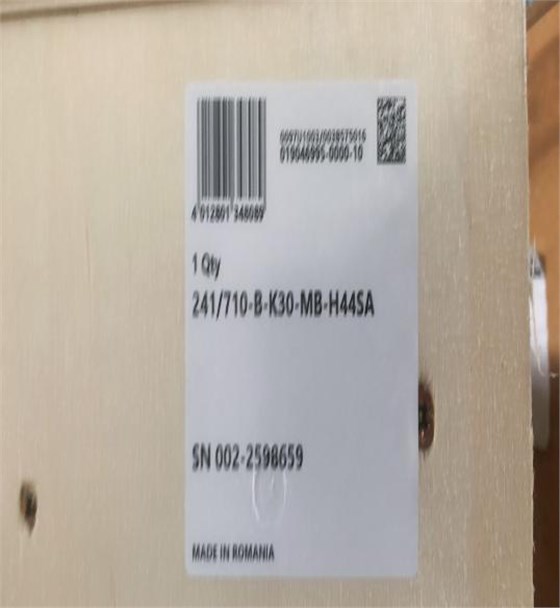 0097U1003/0038575016
019046995-0000-10
4 012801 348089
1 Qty
241/710-B-K30-MB-H44SA
SN 002-2598659
MADE IN ROMANIA